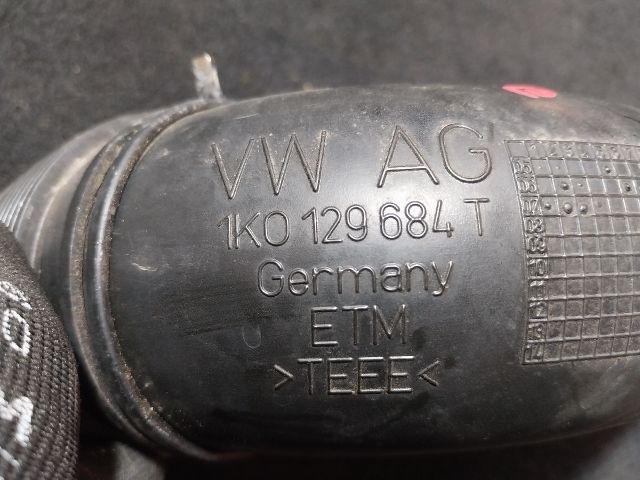 VW AG
1K0 129 684 T
Germany
ETM
>TEEE<